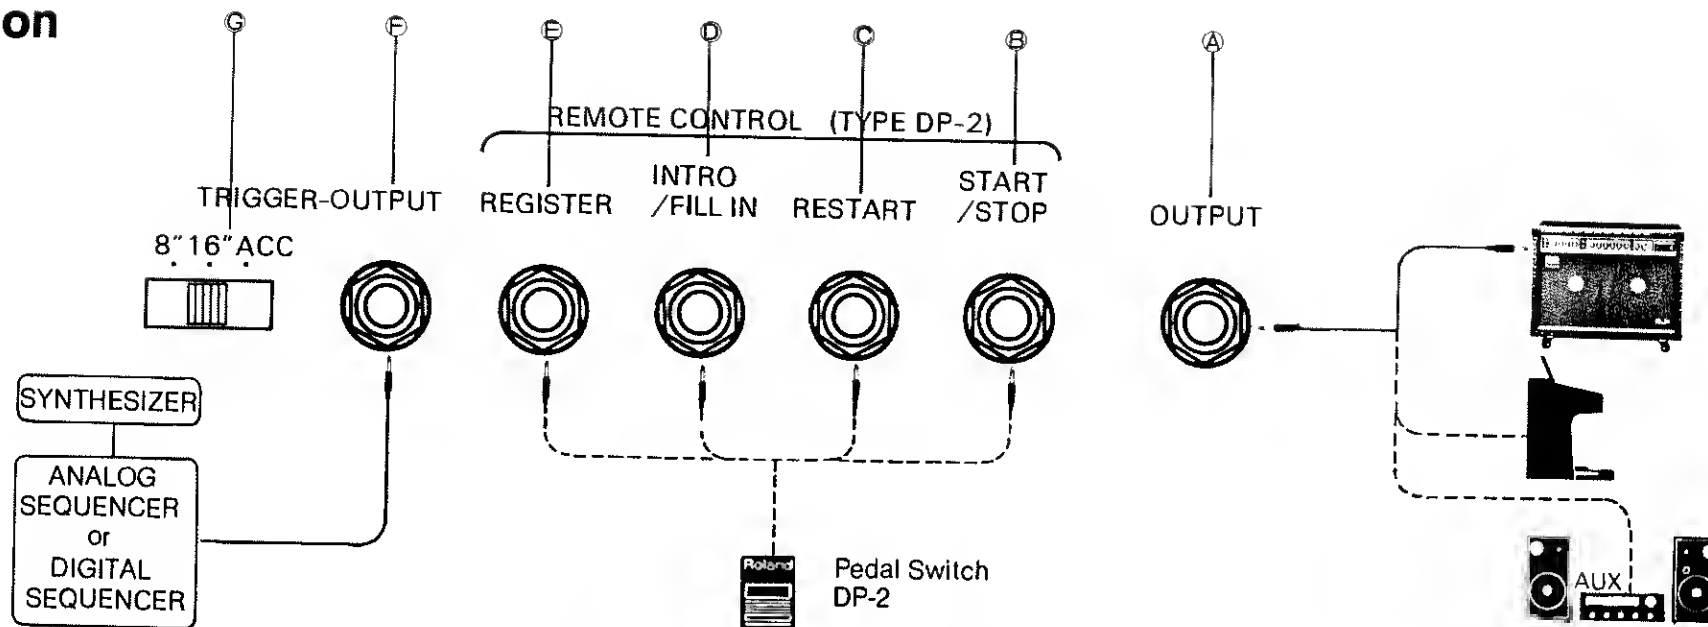 on
G F E D C B A
REMOTE CONTROL (TYPE DP-2)
TRIGGER-OUTPUT
8" 16" ACC
REGISTER
INTRO
/FILL IN
RESTART
START
/STOP
OUTPUT
SYNTHESIZER
ANALOG
SEQUENCER
or
DIGITAL
SEQUENCER
Roland
Pedal Switch
DP-2
AUX